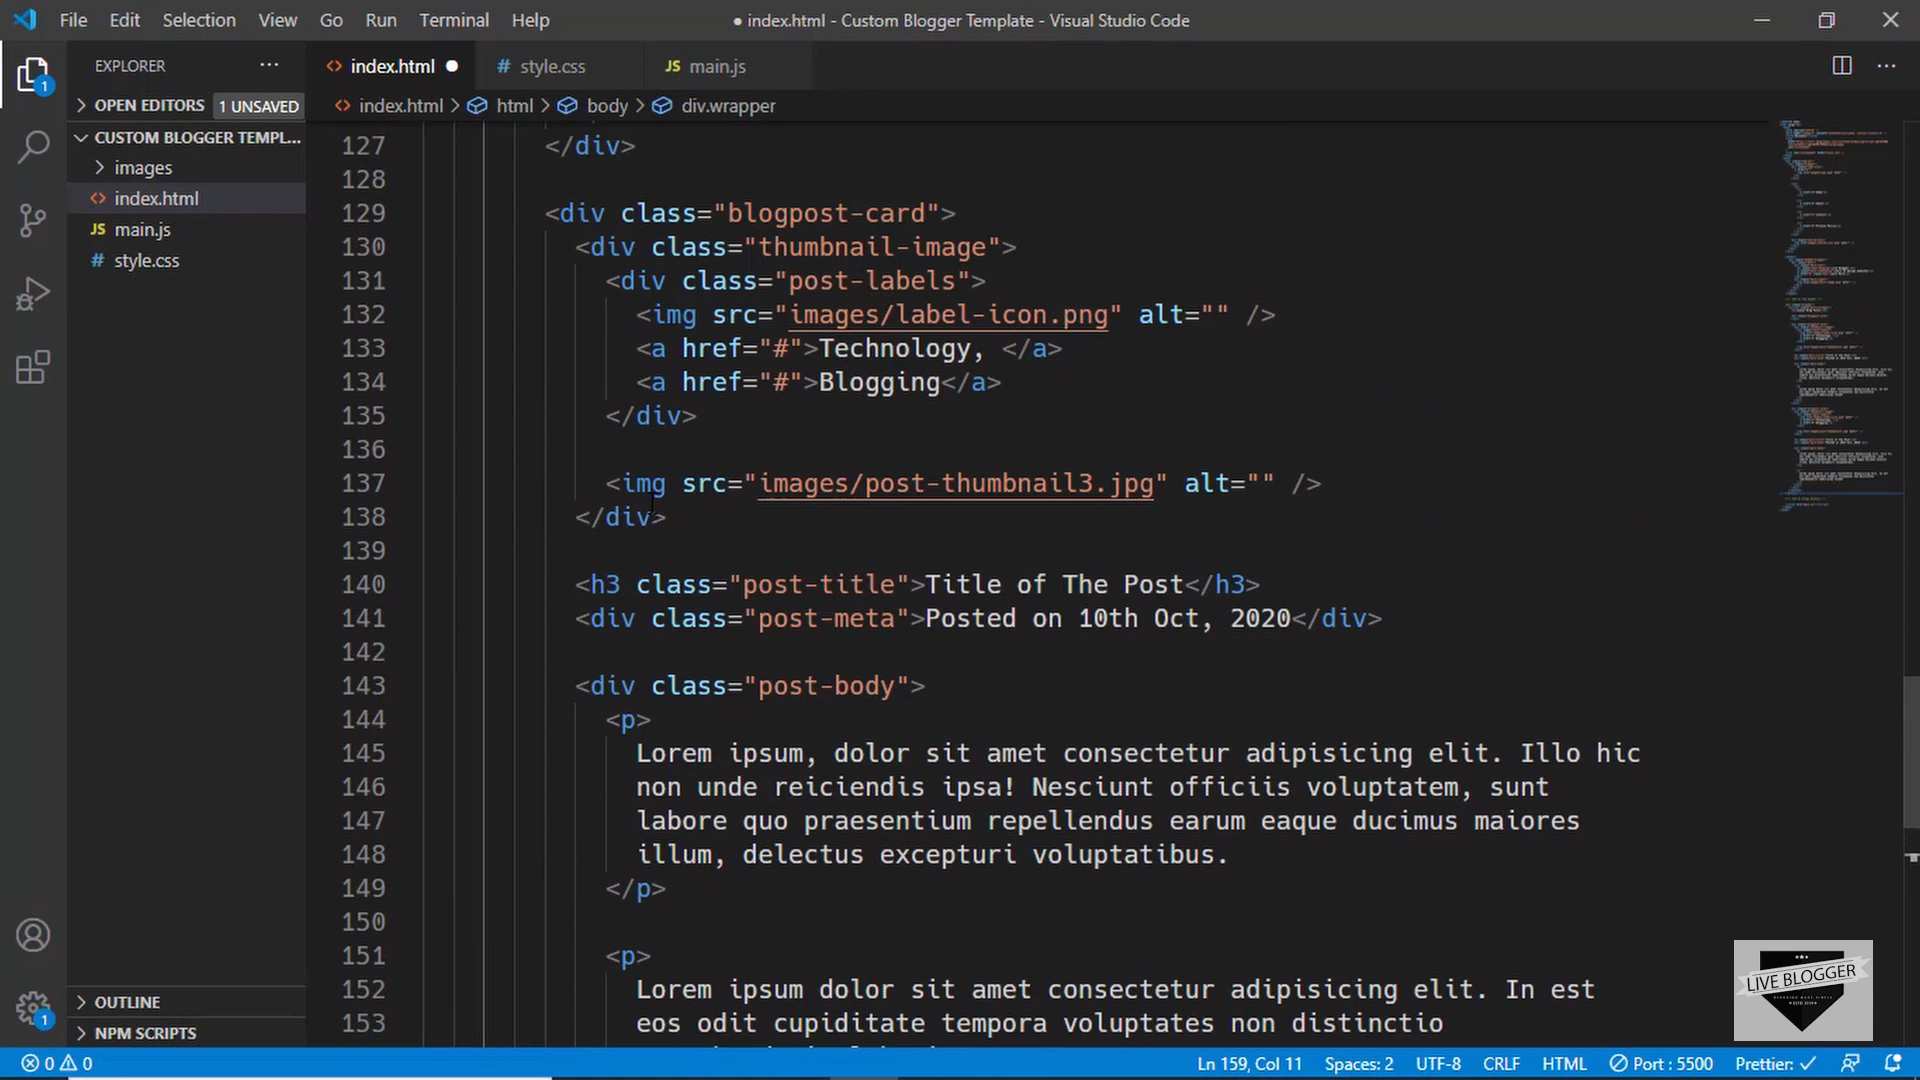 File Edit Selection View Go Run Terminal Help
● index.html - Custom Blogger Template - Visual Studio Code
EXPLORER
index.html
# style.css
JS main.js
OPEN EDITORS 1 UNSAVED
index.html > html > body > div.wrapper
CUSTOM BLOGGER TEMPL...
images
index.html
JS main.js
# style.css
127 </div>
128
129 <div class="blogpost-card">
130 <div class="thumbnail-image">
131 <div class="post-labels">
132 <img src="images/label-icon.png" alt="" />
133 <a href="#">Technology, </a>
134 <a href="#">Blogging</a>
135 </div>
136
137 <img src="images/post-thumbnail3.jpg" alt="" />
138 </div>
139
140 <h3 class="post-title">Title of The Post</h3>
141 <div class="post-meta">Posted on 10th Oct, 2020</div>
142
143 <div class="post-body">
144 <p>
145 Lorem ipsum, dolor sit amet consectetur adipisicing elit. Illo hic
146 non unde reiciendis ipsa! Nesciunt officiis voluptatem, sunt
147 labore quo praesentium repellendus earum eaque ducimus maiores
148 illum, delectus excepturi voluptatibus.
149 </p>
150
151 <p>
152 Lorem ipsum dolor sit amet consectetur adipisicing elit. In est
153 eos odit cupiditate tempora voluptates non distinctio
1
1
OUTLINE
NPM SCRIPTS
LIVE BLOGGER
0 0
Ln 159, Col 11 Spaces: 2 UTF-8 CRLF HTML Port : 5500 Prettier: ✓